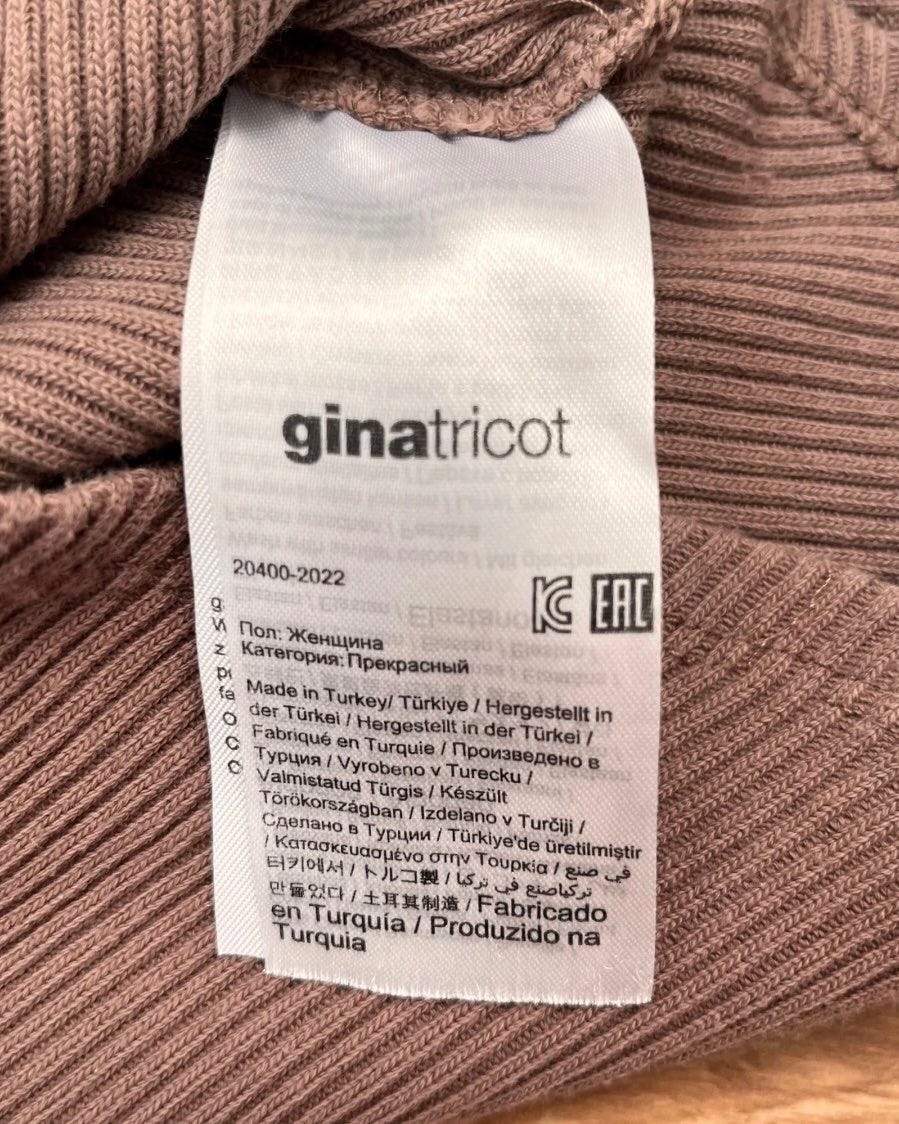 ginatricot
20400-2022
KC EAC
Пол: Женщина
Категория: Прекрасный
Made in Turkey/ Türkiye / Hergestellt in
der Türkei / Hergestellt in der Türkei /
Fabriqué en Turquie / Произведено в
Турция / Vyrobeno v Turecku /
Valmistatud Türgis / Készült
Törökországban / Izdelano v Turčiji /
Сделано в Турции / Türkiye'de üretilmiştir
/ Κατασκευασμένο στην Τουρκία / صنع في
터키에서 / トルコ製 / تركياصنع في تركيا
만들었다 / 土耳其制造 / Fabricado
en Turquía / Produzido na
Turquia